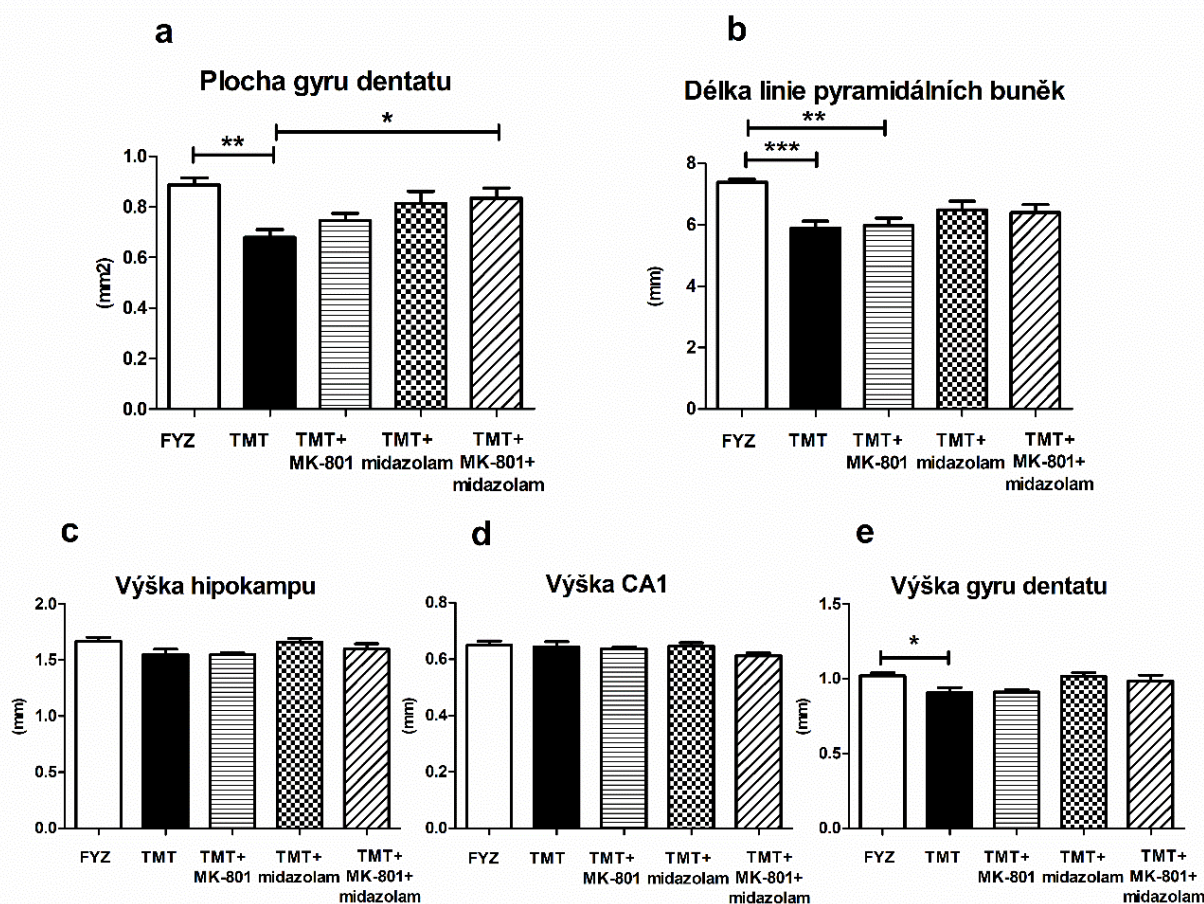 a
Plocha gyru dentatu
*
**
1.0
0.8
0.6
0.4
0.2
0.0
(mm2)
FYZ TMT TMT+ TMT+ TMT+
MK-801 midazolam MK-801+
midazolam
b
Délka linie pyramidálních buněk
**
***
8
6
4
2
0
(mm)
FYZ TMT TMT+ TMT+ TMT+
MK-801 midazolam MK-801+
midazolam
c
Výška hipokampu
2.0
1.5
1.0
0.5
0.0
(mm)
FYZ TMT TMT+ TMT+ TMT+
MK-801 midazolam MK-801+
midazolam
d
Výška CA1
0.8
0.6
0.4
0.2
0.0
(mm)
FYZ TMT TMT+ TMT+ TMT+
MK-801 midazolam MK-801+
midazolam
e
Výška gyru dentatu
*
1.5
1.0
0.5
0.0
(mm)
FYZ TMT TMT+ TMT+ TMT+
MK-801 midazolam MK-801+
midazolam